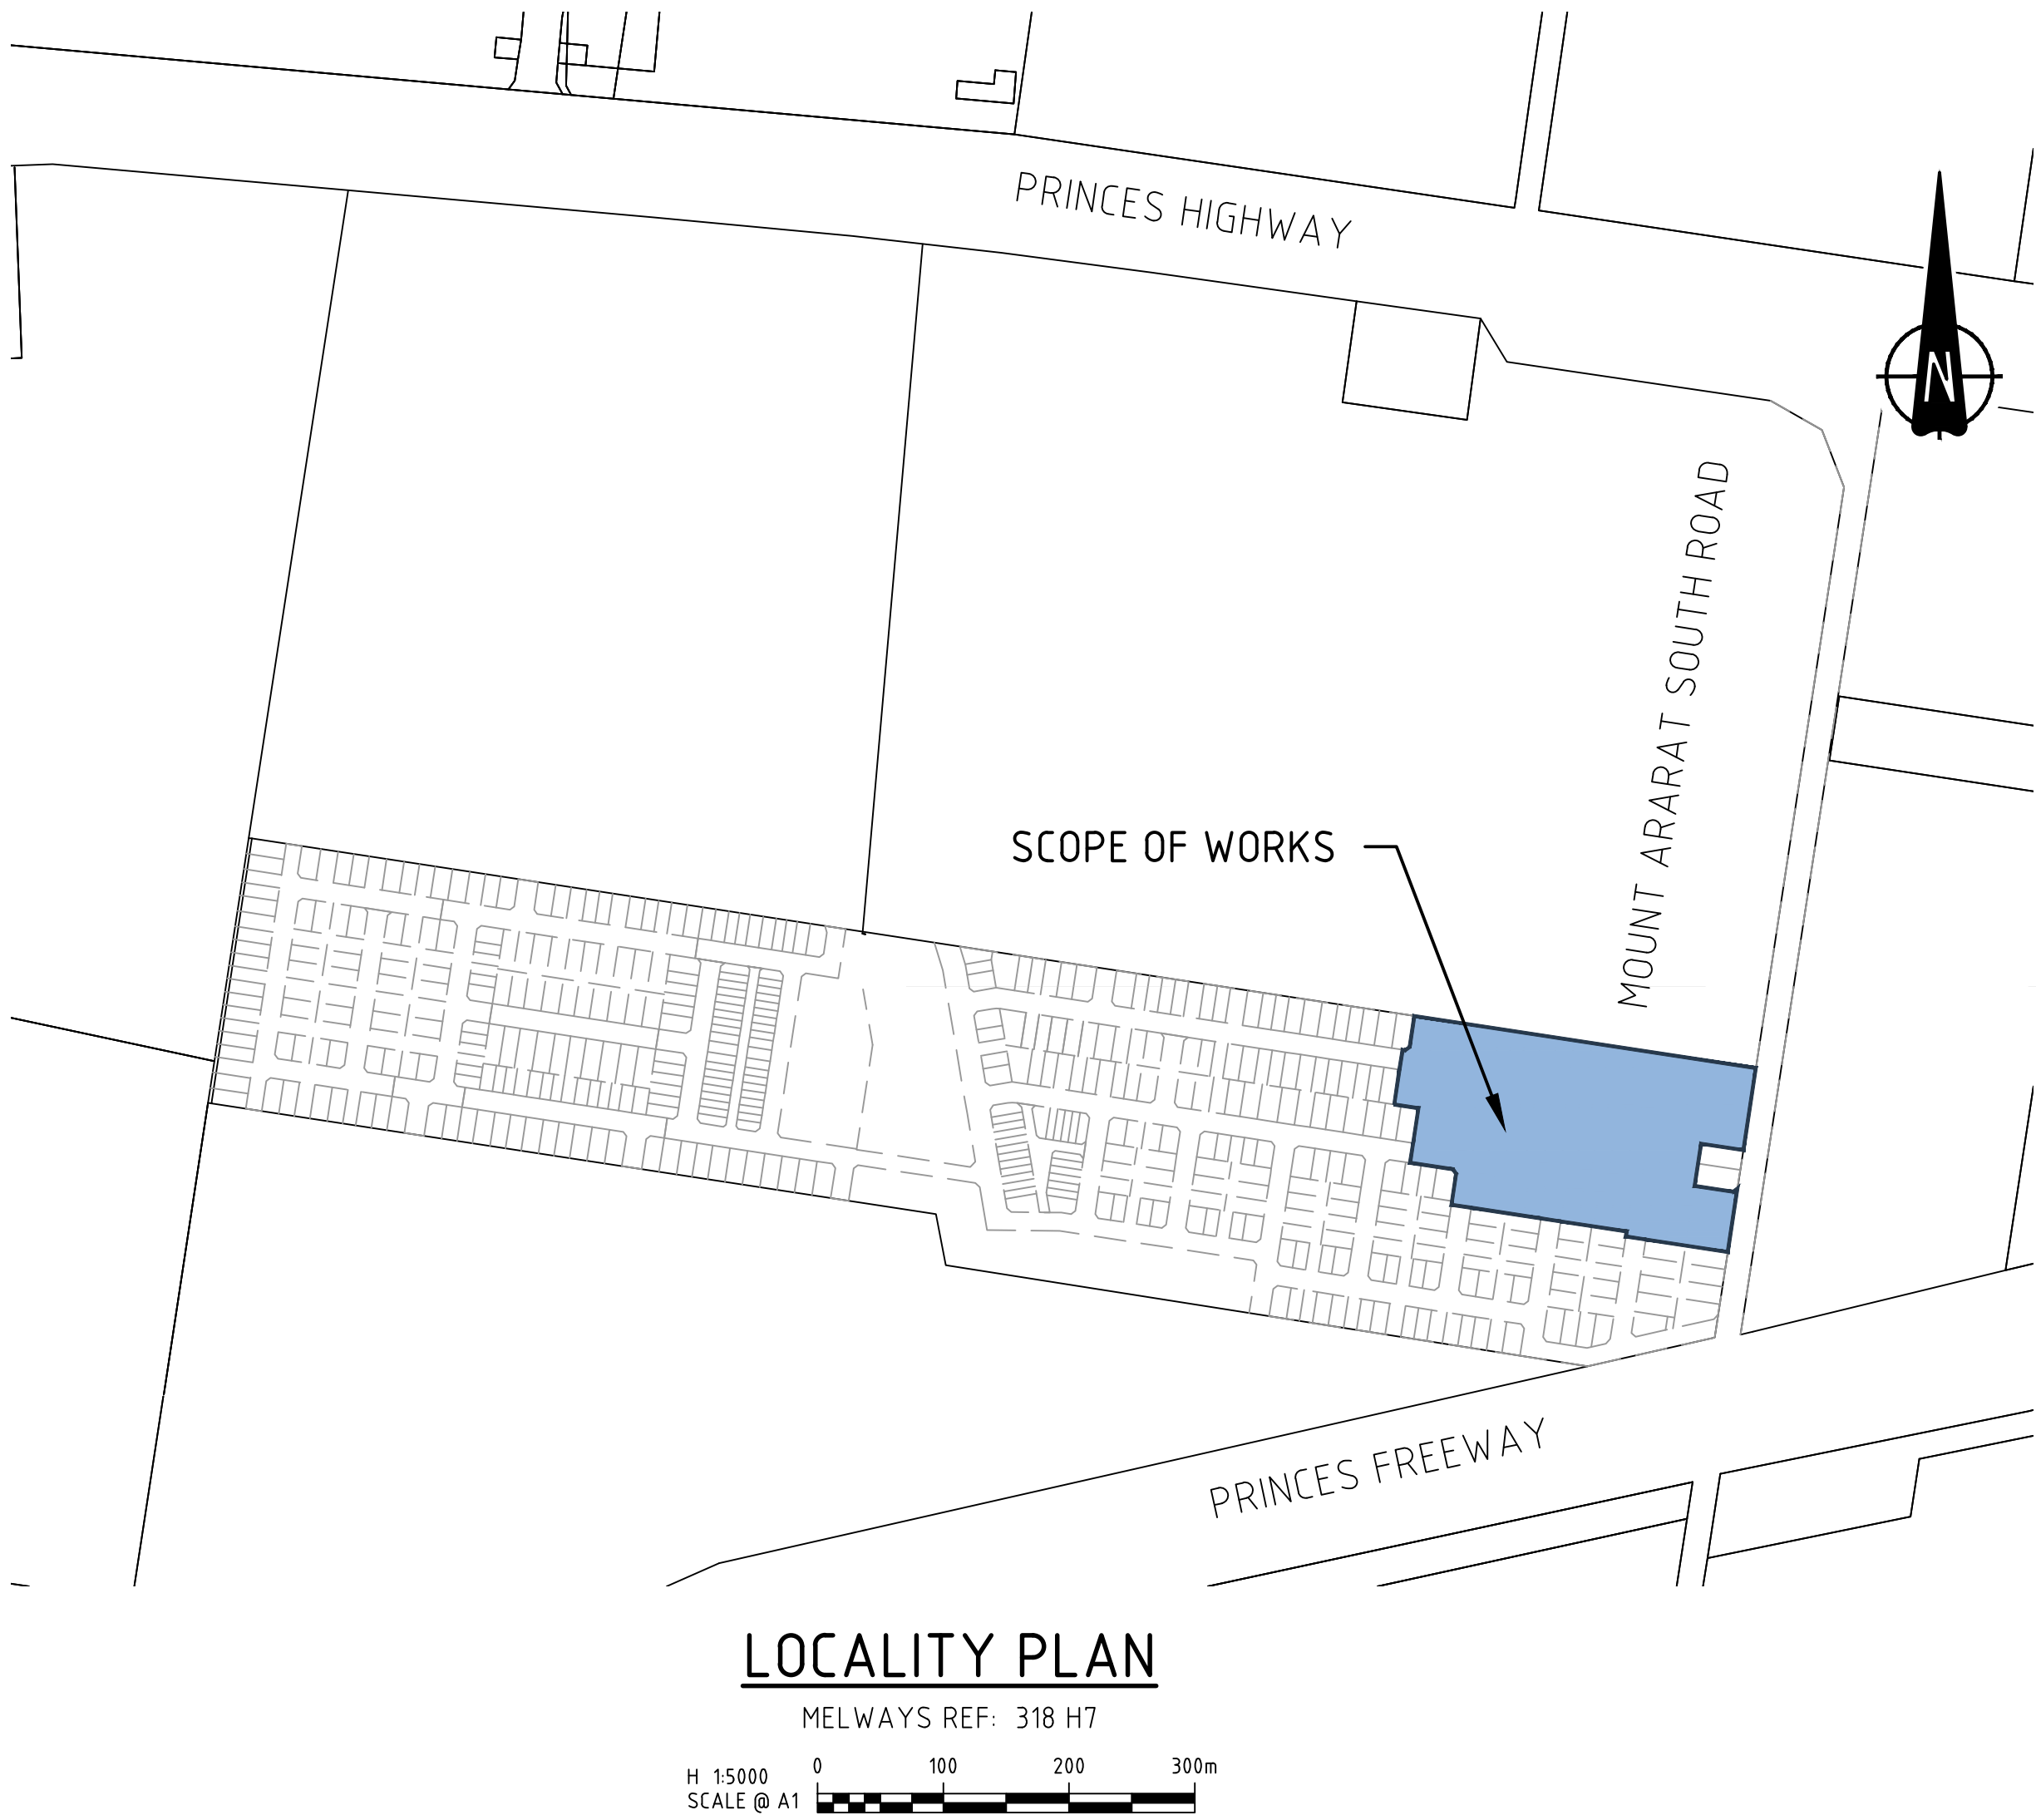 PRINCES HIGHWAY
N
MOUNT ARARAT SOUTH ROAD
SCOPE OF WORKS
PRINCES FREEWAY
LOCALITY PLAN
MELWAYS REF: 318 H7
H 1:5000
SCALE @ A1
0 100 200 300m